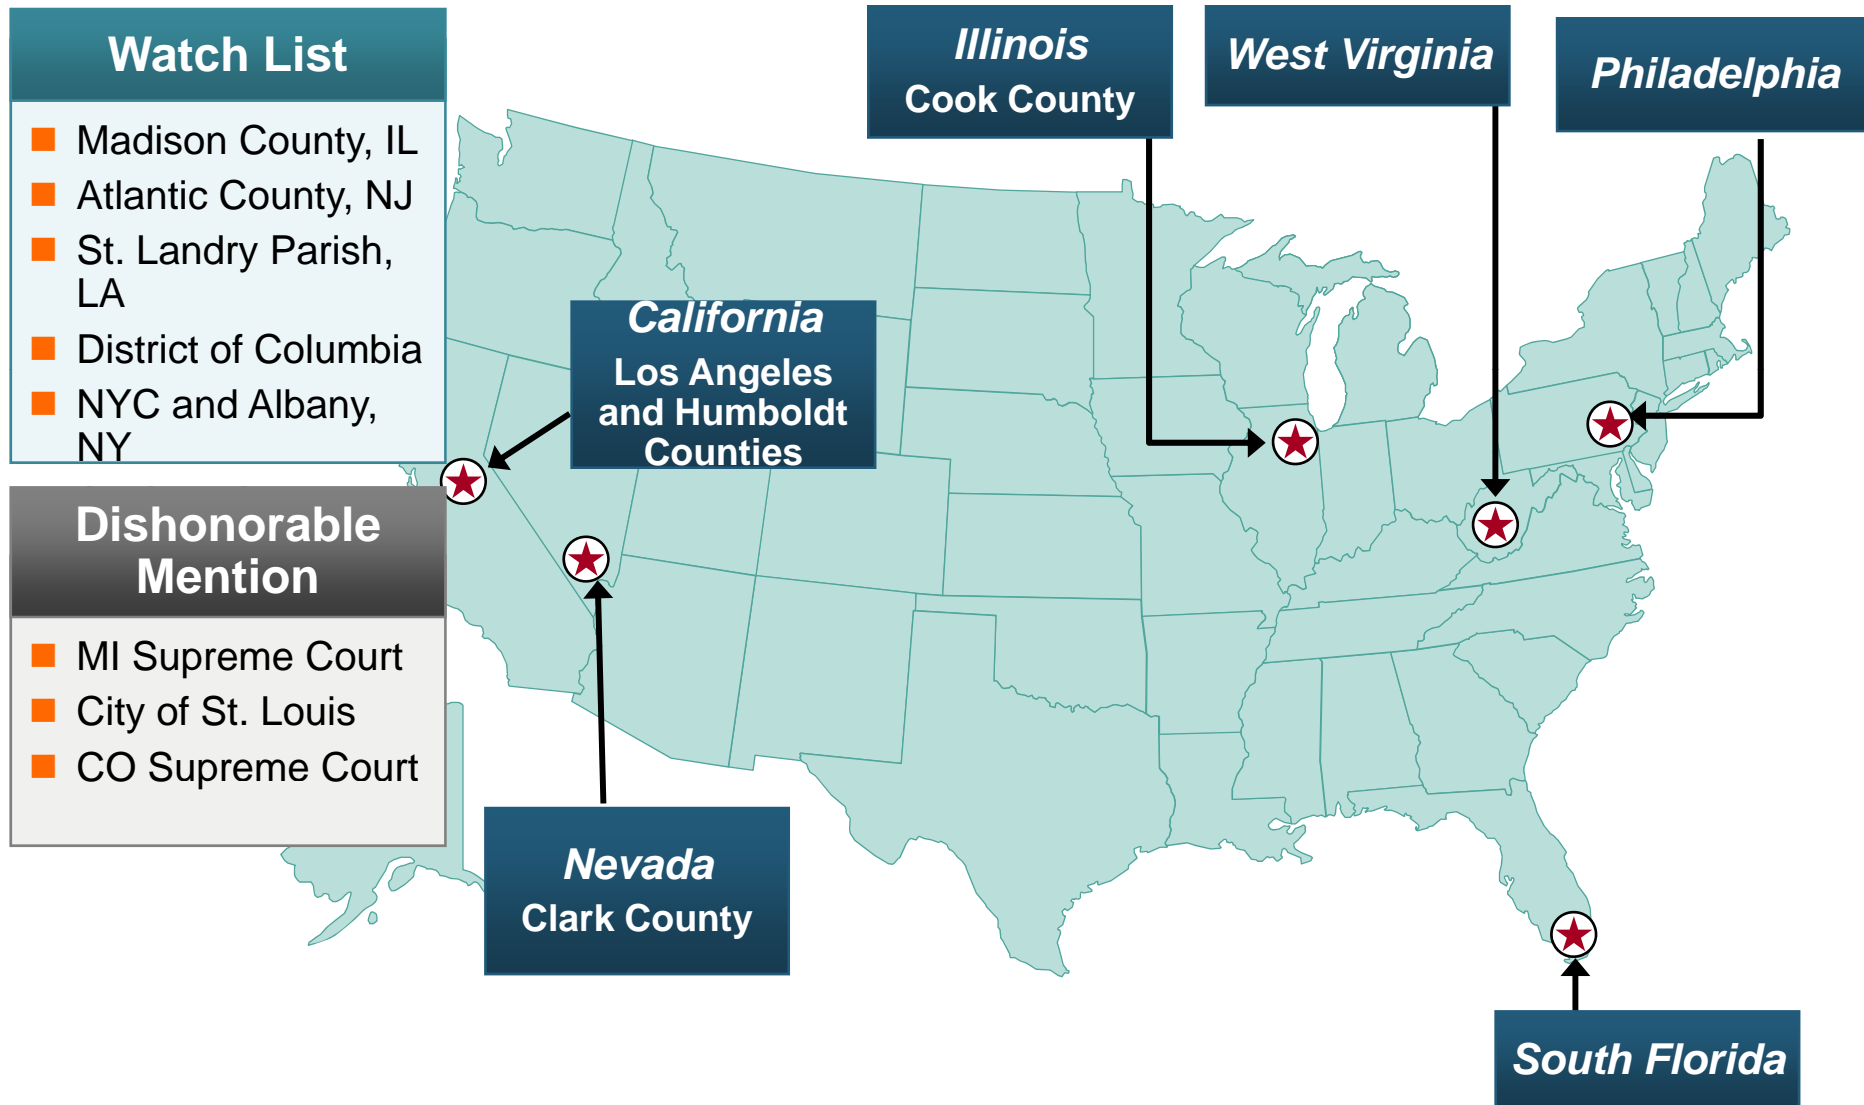 Watch List
Madison County, IL
Atlantic County, NJ
St. Landry Parish,
LA
District of Columbia
NYC and Albany,
NY
Dishonorable
Mention
MI Supreme Court
City of St. Louis
CO Supreme Court
California
Los Angeles
and Humboldt
Counties
Nevada
Clark County
Illinois
Cook County
West Virginia
Philadelphia
South Florida